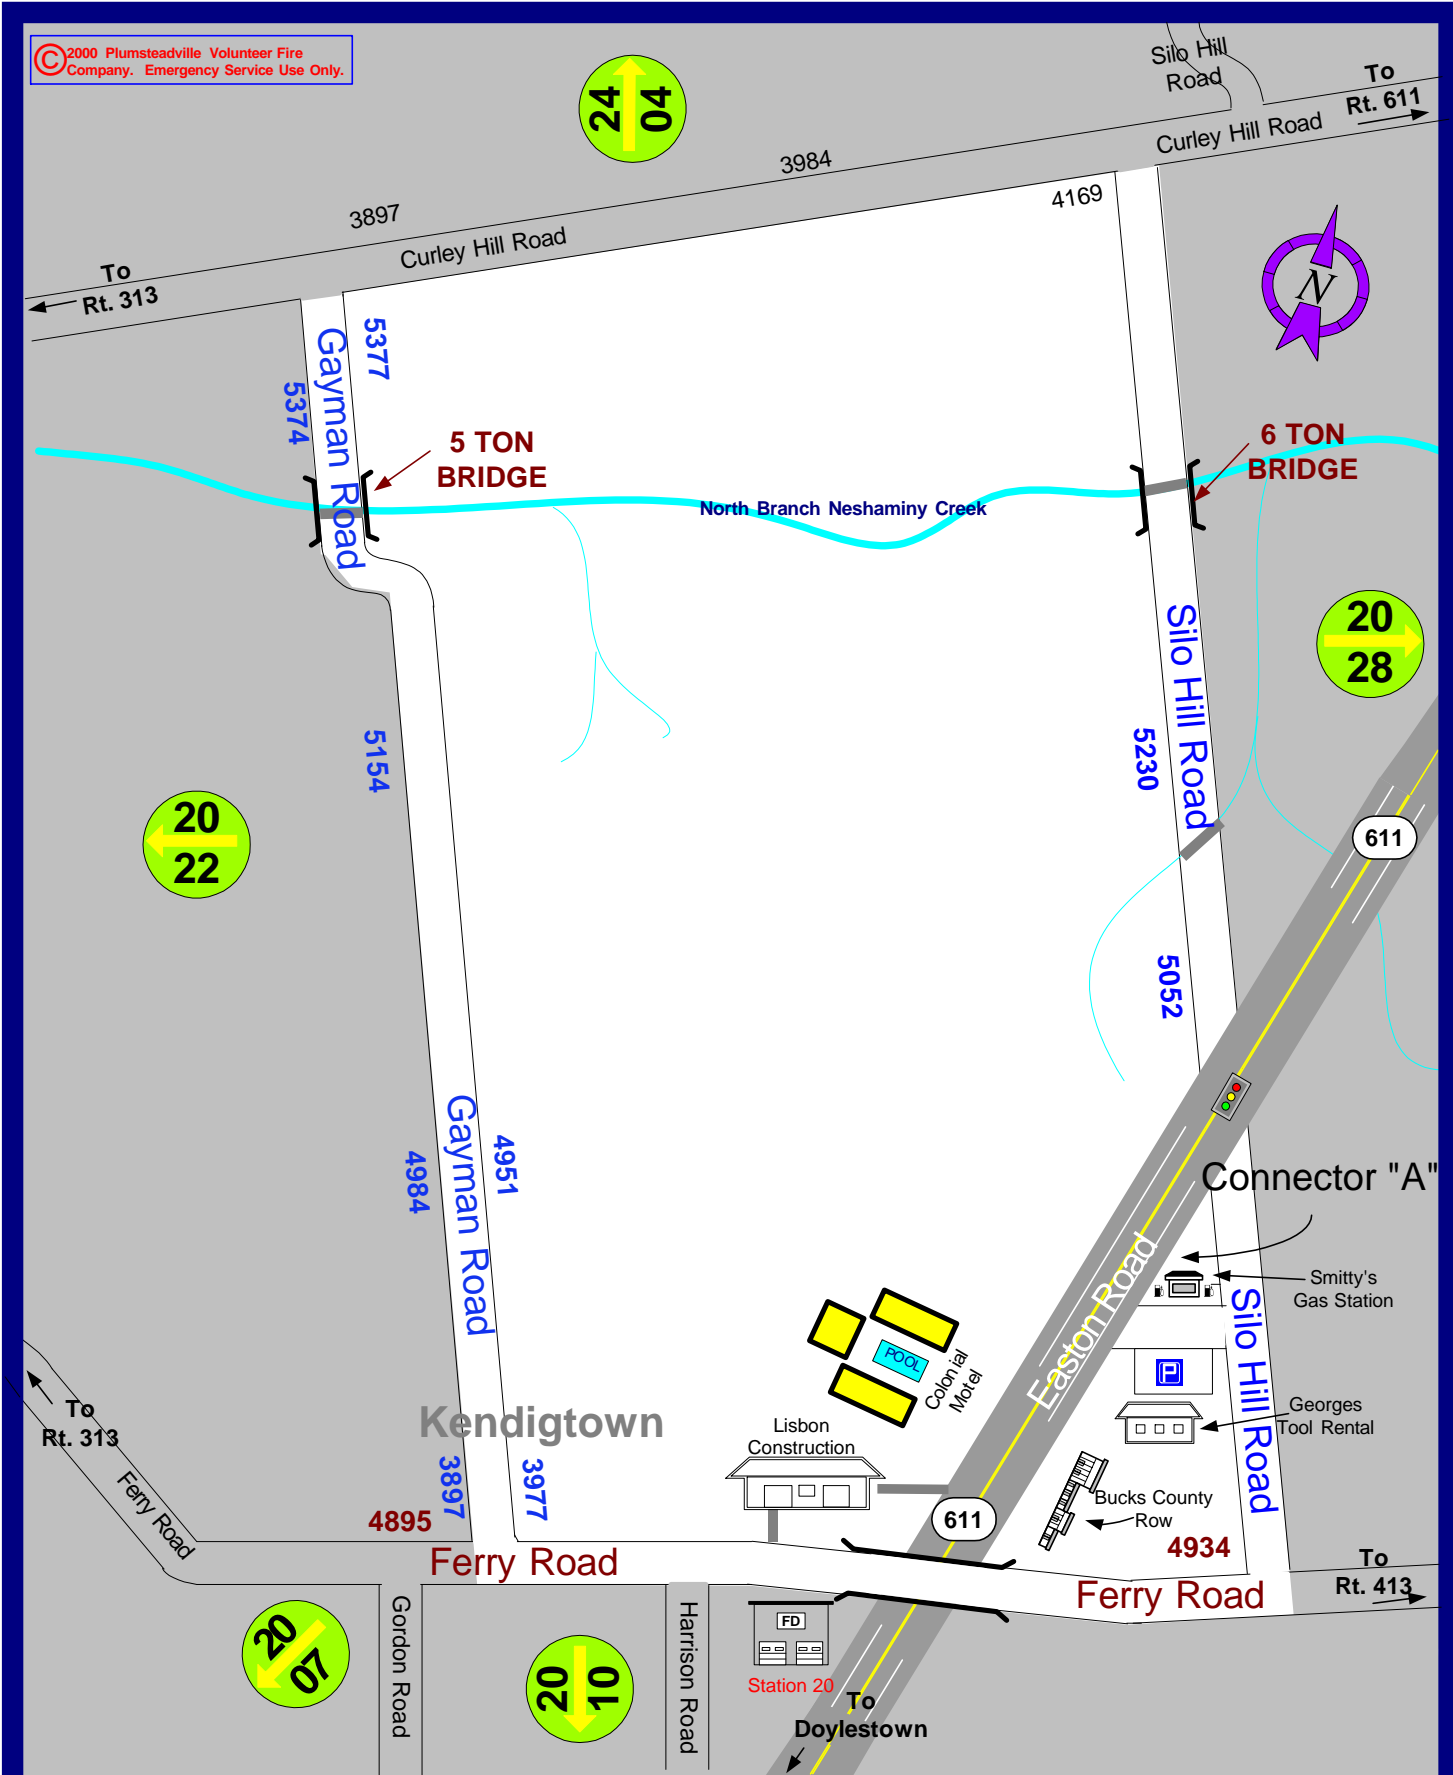 © 2000 Plumsteadville Volunteer Fire
Company. Emergency Service Use Only.
24
04
Silo Hill
Road
To
Rt. 611
Curley Hill Road
3984
4169
3897
Curley Hill Road
To
Rt. 313
N
5377
Gayman Road
5374
5 TON
BRIDGE
6 TON
BRIDGE
North Branch Neshaminy Creek
20
28
Silo Hill Road
5230
5154
20
22
611
5052
Gayman Road
4951
4984
Connector "A"
Easton Road
Smitty's
Gas Station
Silo Hill Road
POOL
Colonial
Motel
P
Georges
Tool Rental
To
Rt. 313
Kendigtown
Lisbon
Construction
3897
3977
Ferry Road
4895
Ferry Road
611
Bucks County
Row
4934
Ferry Road
To
Rt. 413
20
07
Gordon Road
20
10
Harrison Road
FD
Station 20
To
Doylestown